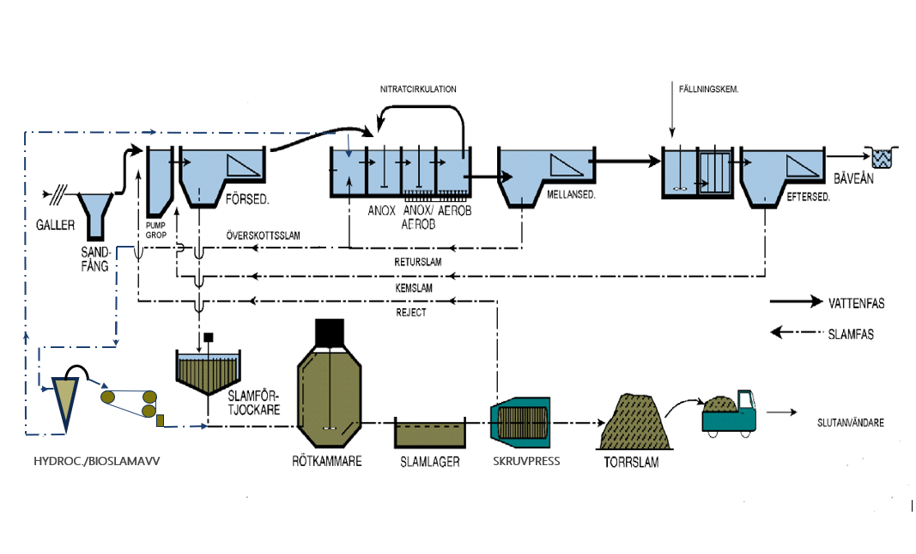 NITRATCIRKULATION
FÄLLNINGSKEM.
GALLER
SAND-
FÅNG
PUMP
GROP
FÖRSED.
ANOX
ANOX/
AEROB
AEROB
MELLANSED.
EFTERSED.
BÄVEÅN
ÖVERSKOTTSSLAM
RETURSLAM
KEMSLAM
REJECT
VATTENFAS
SLAMFAS
SLAMFÖR-
TJOCKARE
HYDROC./BIOSLAMAVV
RÖTKAMMARE
SLAMLAGER
SKRUVPRESS
TORRSLAM
SLUTANVÄNDARE